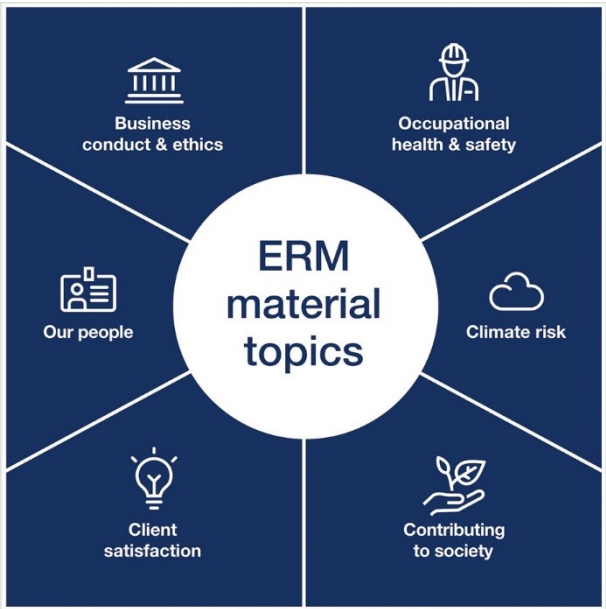 Business
conduct & ethics
Occupational
health & safety
ERM
material
topics
Our people
Climate risk
Client
satisfaction
Contributing
to society